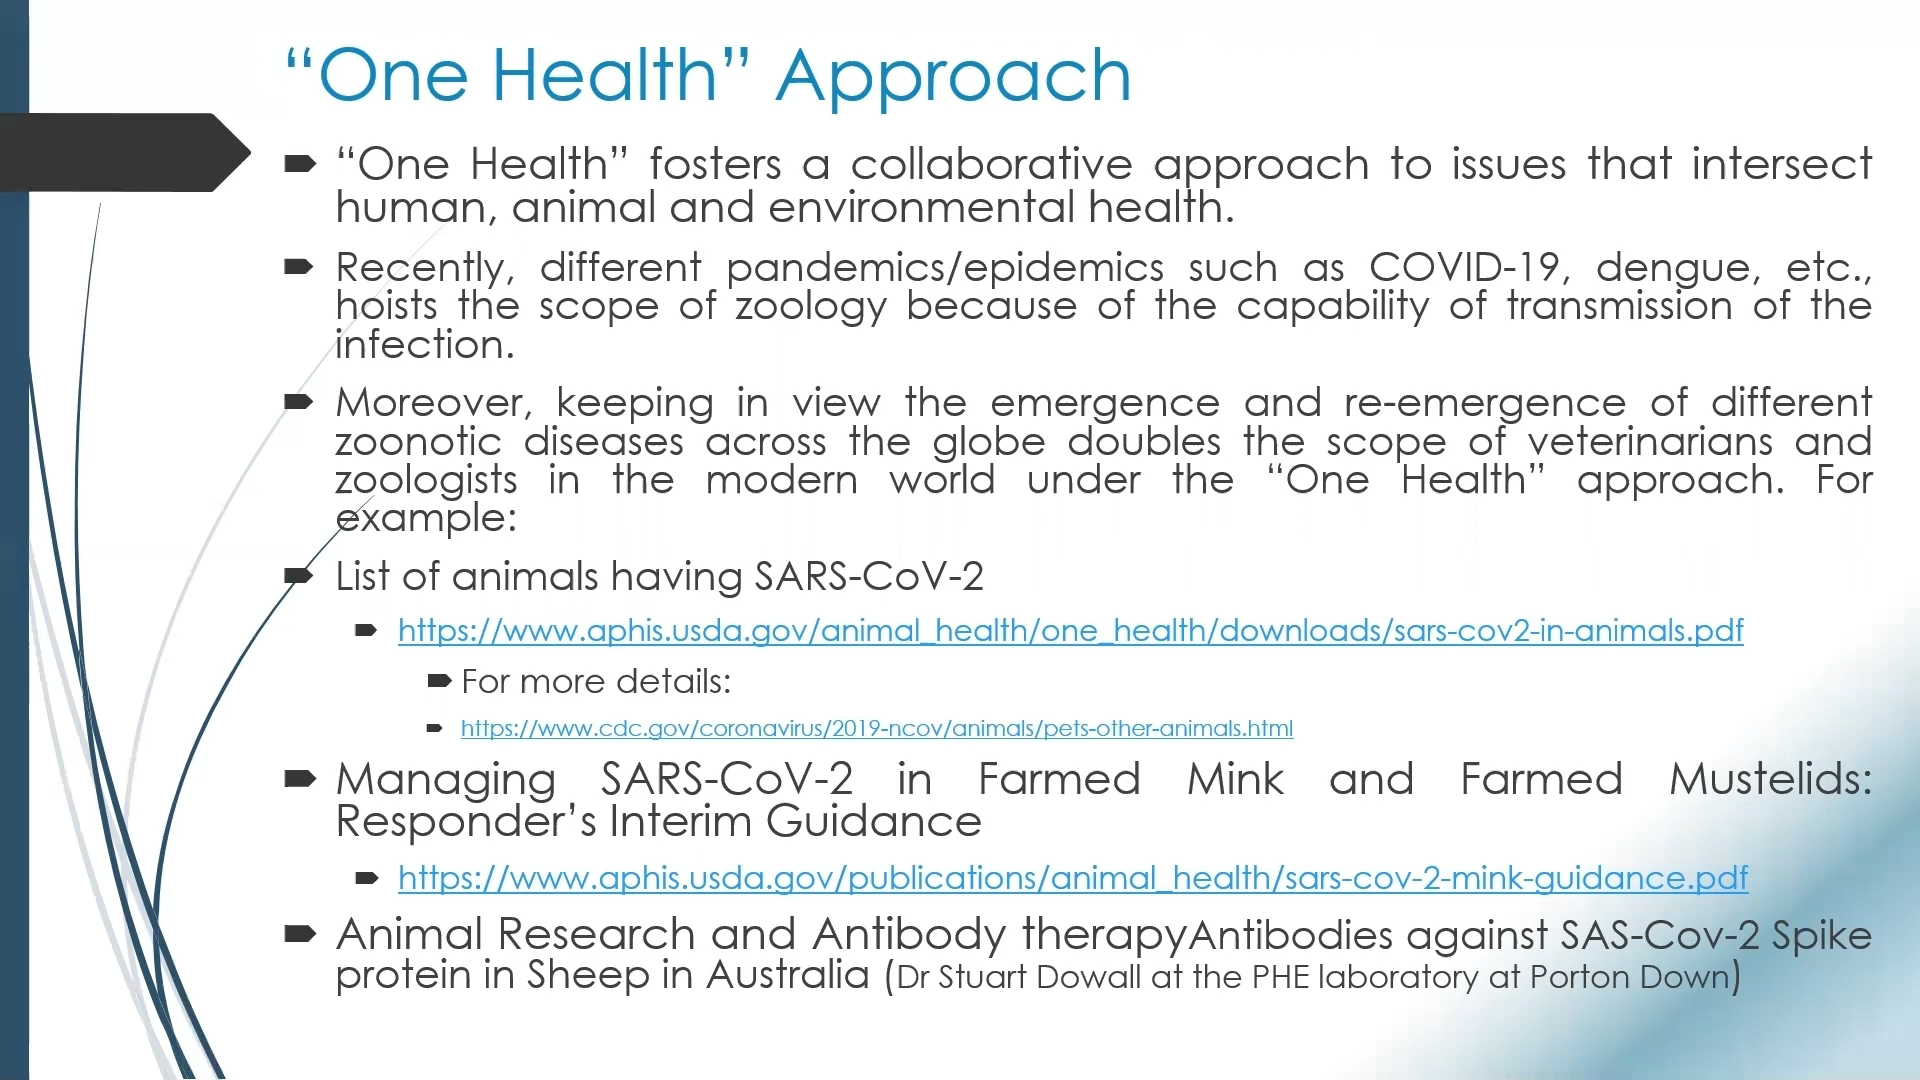 “One Health” Approach
“One Health” fosters a collaborative approach to issues that intersect
human, animal and environmental health.
Recently, different pandemics/epidemics such as COVID-19, dengue, etc.,
hoists the scope of zoology because of the capability of transmission of the
infection.
Moreover, keeping in view the emergence and re-emergence of different
zoonotic diseases across the globe doubles the scope of veterinarians and
zoologists in the modern world under the “One Health” approach. For
example:
List of animals having SARS-CoV-2
https://www.aphis.usda.gov/animal_health/one_health/downloads/sars-cov2-in-animals.pdf
For more details:
https://www.cdc.gov/coronavirus/2019-ncov/animals/pets-other-animals.html
Managing SARS-CoV-2 in Farmed Mink and Farmed Mustelids:
Responder’s Interim Guidance
https://www.aphis.usda.gov/publications/animal_health/sars-cov-2-mink-guidance.pdf
Animal Research and Antibody therapyAntibodies against SAS-Cov-2 Spike
protein in Sheep in Australia (Dr Stuart Dowall at the PHE laboratory at Porton Down)